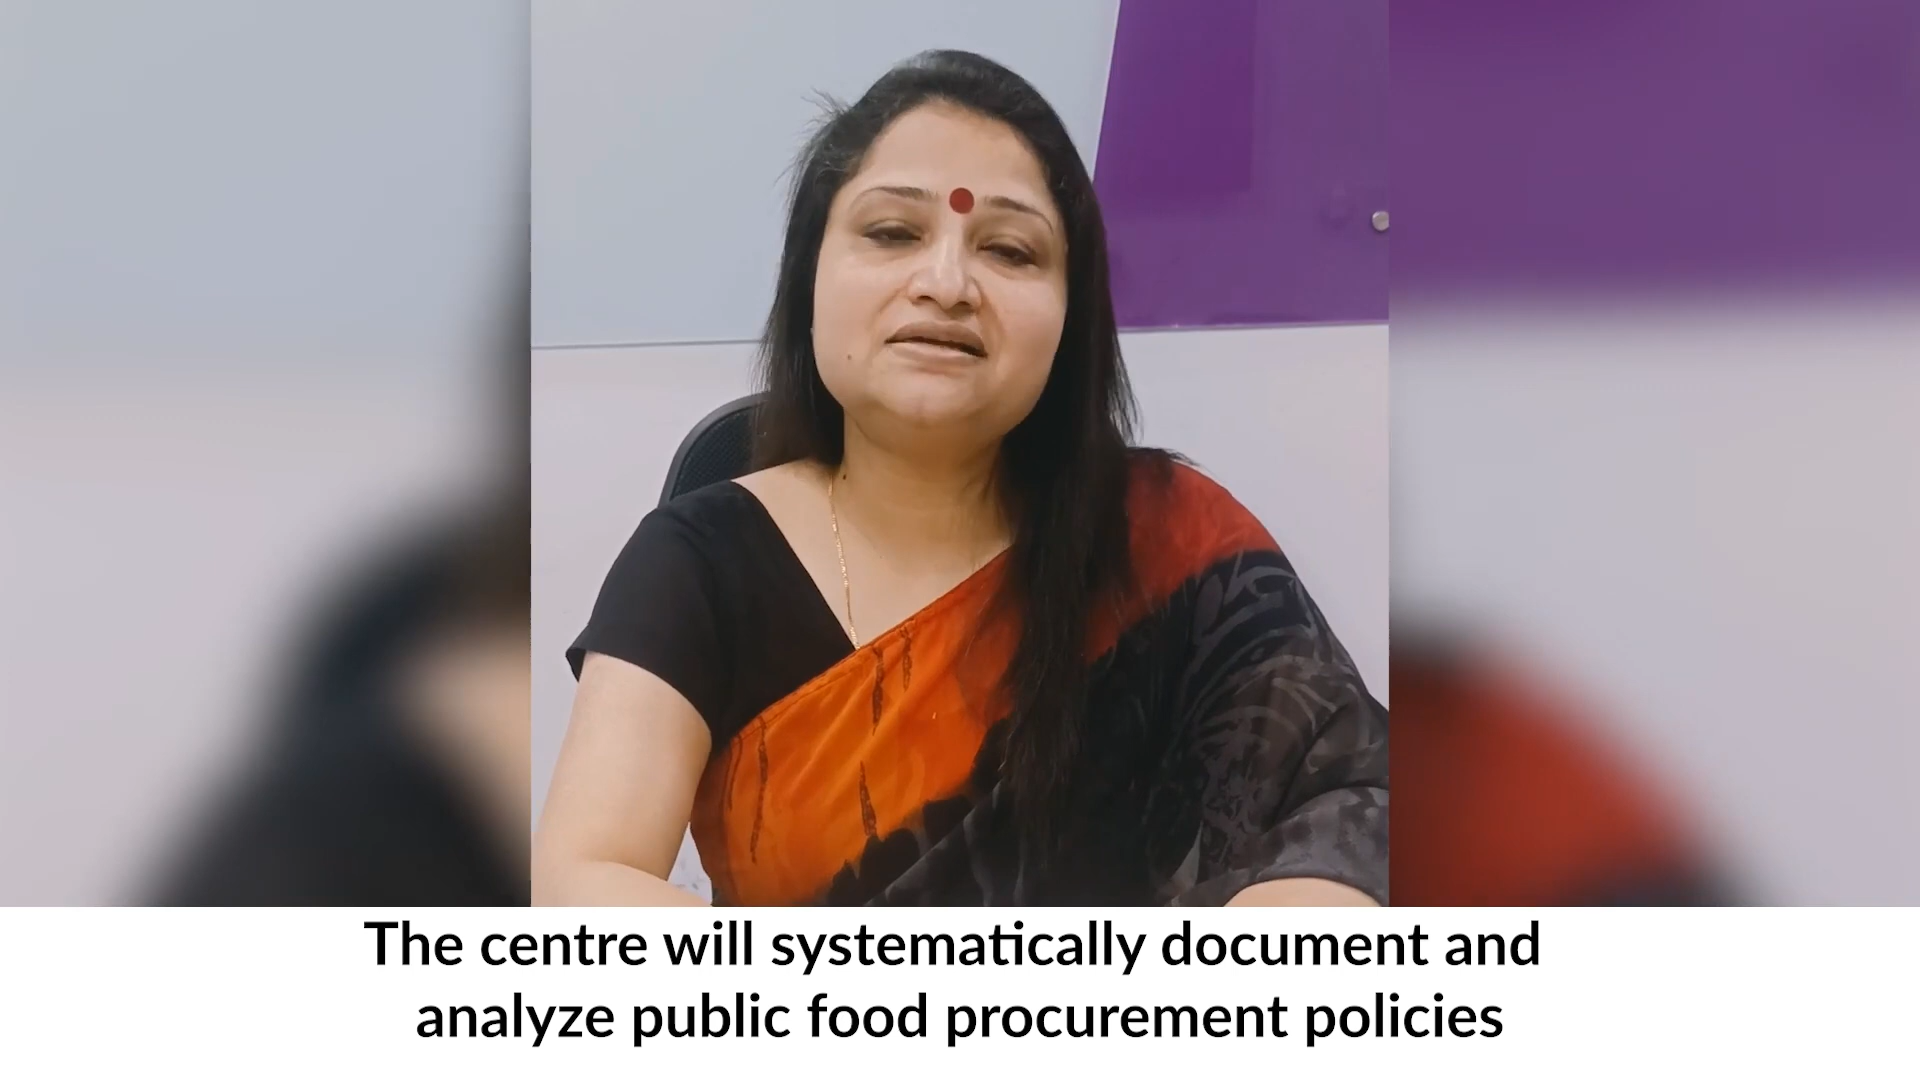 The centre will systematically document and
analyze public food procurement policies